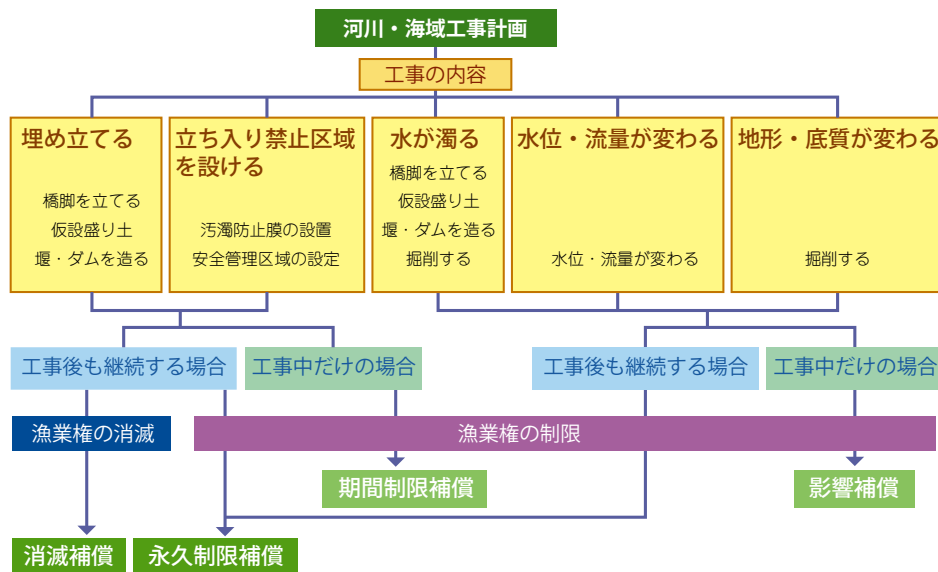 河川・海域工事計画
工事の内容
埋め立てる
橋脚を立てる
仮設盛り土
堰・ダムを造る
立ち入り禁止区域
を設ける
汚濁防止膜の設置
安全管理区域の設定
水が濁る
橋脚を立てる
仮設盛り土
堰・ダムを造る
掘削する
水位・流量が変わる
水位・流量が変わる
地形・底質が変わる
掘削する
工事後も継続する場合
工事中だけの場合
工事後も継続する場合
工事中だけの場合
漁業権の消滅
漁業権の制限
期間制限補償
影響補償
消滅補償
永久制限補償